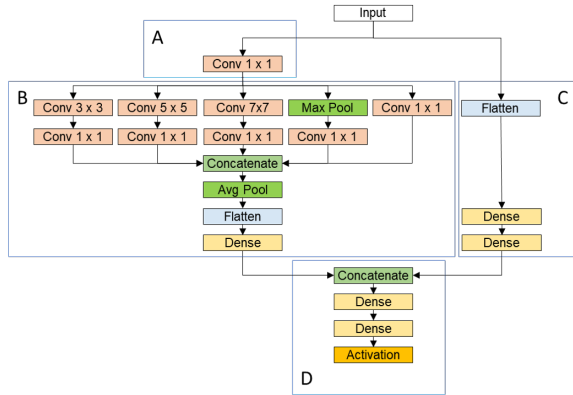 Input
A
Conv 1 x 1
B
Conv 3 x 3 Conv 5 x 5 Conv 7x7 Max Pool Conv 1 x 1
Conv 1 x 1 Conv 1 x 1 Conv 1 x 1 Conv 1 x 1
Concatenate
Avg Pool
Flatten
Dense
C
Flatten
Dense
Dense
Concatenate
Dense
Dense
Activation
D